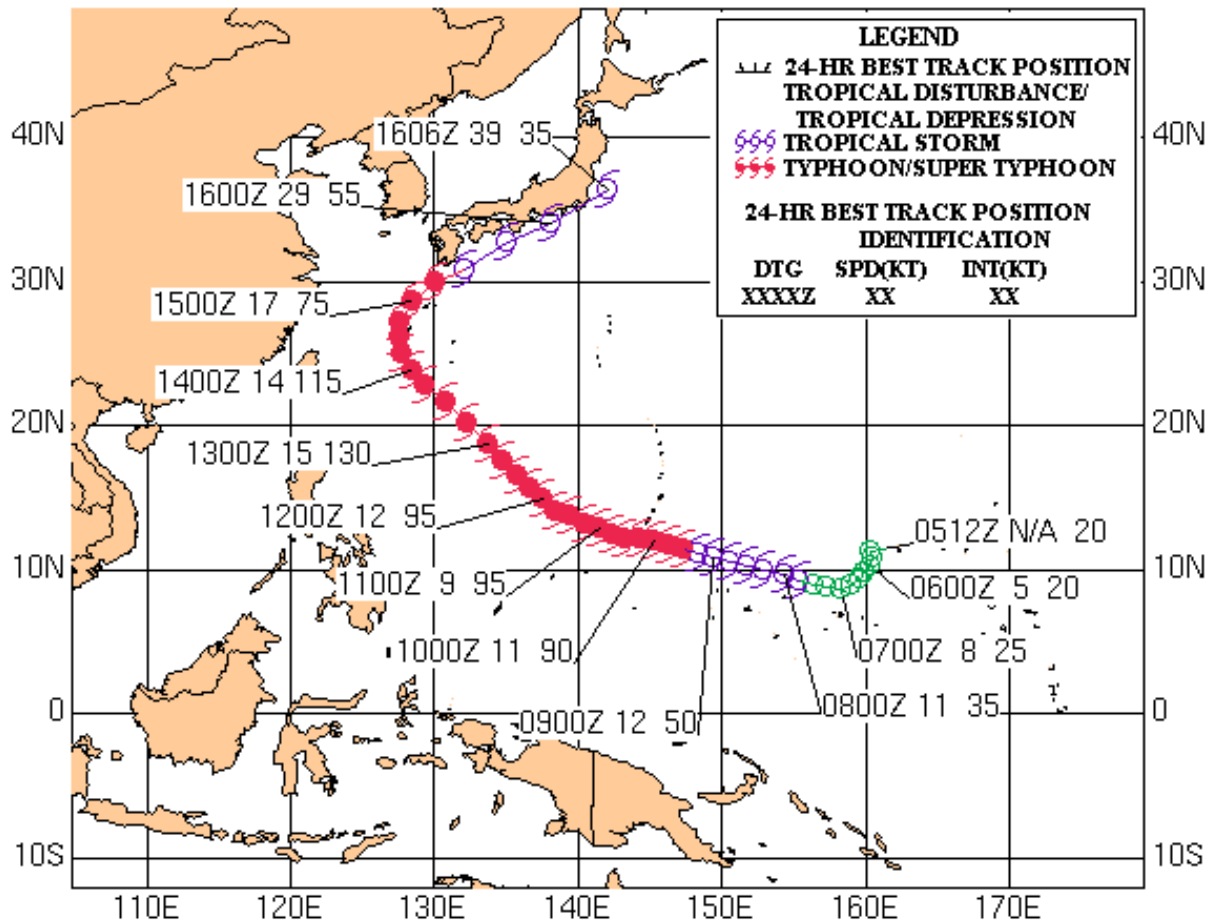 LEGEND
24-HR BEST TRACK POSITION
TROPICAL DISTURBANCE/
TROPICAL DEPRESSION
TROPICAL STORM
TYPHOON/SUPER TYPHOON
24-HR BEST TRACK POSITION
IDENTIFICATION
DTG SPD(KT) INT(KT)
XXXXZ XX XX
40N 40N
1606Z 39 35
1600Z 29 55
30N 30N
1500Z 17 75
1400Z 14 115
20N 20N
1300Z 15 130
1200Z 12 95
0512Z N/A 20
10N 10N
1100Z 9 95
0600Z 5 20
1000Z 11 90
0700Z 8 25
0 0
0900Z 12 50
0800Z 11 35
10S 10S
110E 120E 130E 140E 150E 160E 170E